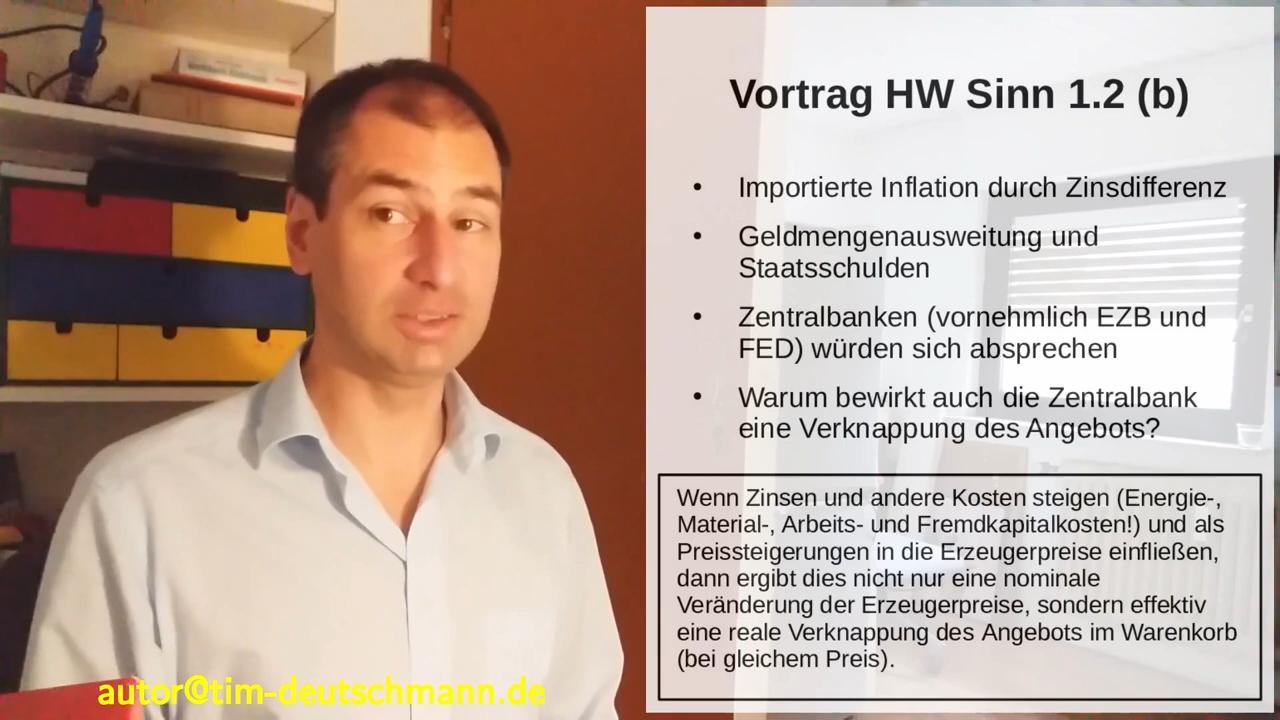 Vortrag HW Sinn 1.2 (b)
• Importierte Inflation durch Zinsdifferenz
• Geldmengenausweitung und
Staatsschulden
• Zentralbanken (vornehmlich EZB und
FED) würden sich absprechen
• Warum bewirkt auch die Zentralbank
eine Verknappung des Angebots?
Wenn Zinsen und andere Kosten steigen (Energie-,
Material-, Arbeits- und Fremdkapitalkosten!) und als
Preissteigerungen in die Erzeugerpreise einfließen,
dann ergibt dies nicht nur eine nominale
Veränderung der Erzeugerpreise, sondern effektiv
eine reale Verknappung des Angebots im Warenkorb
(bei gleichem Preis).
autor@tim-deutschmann.de